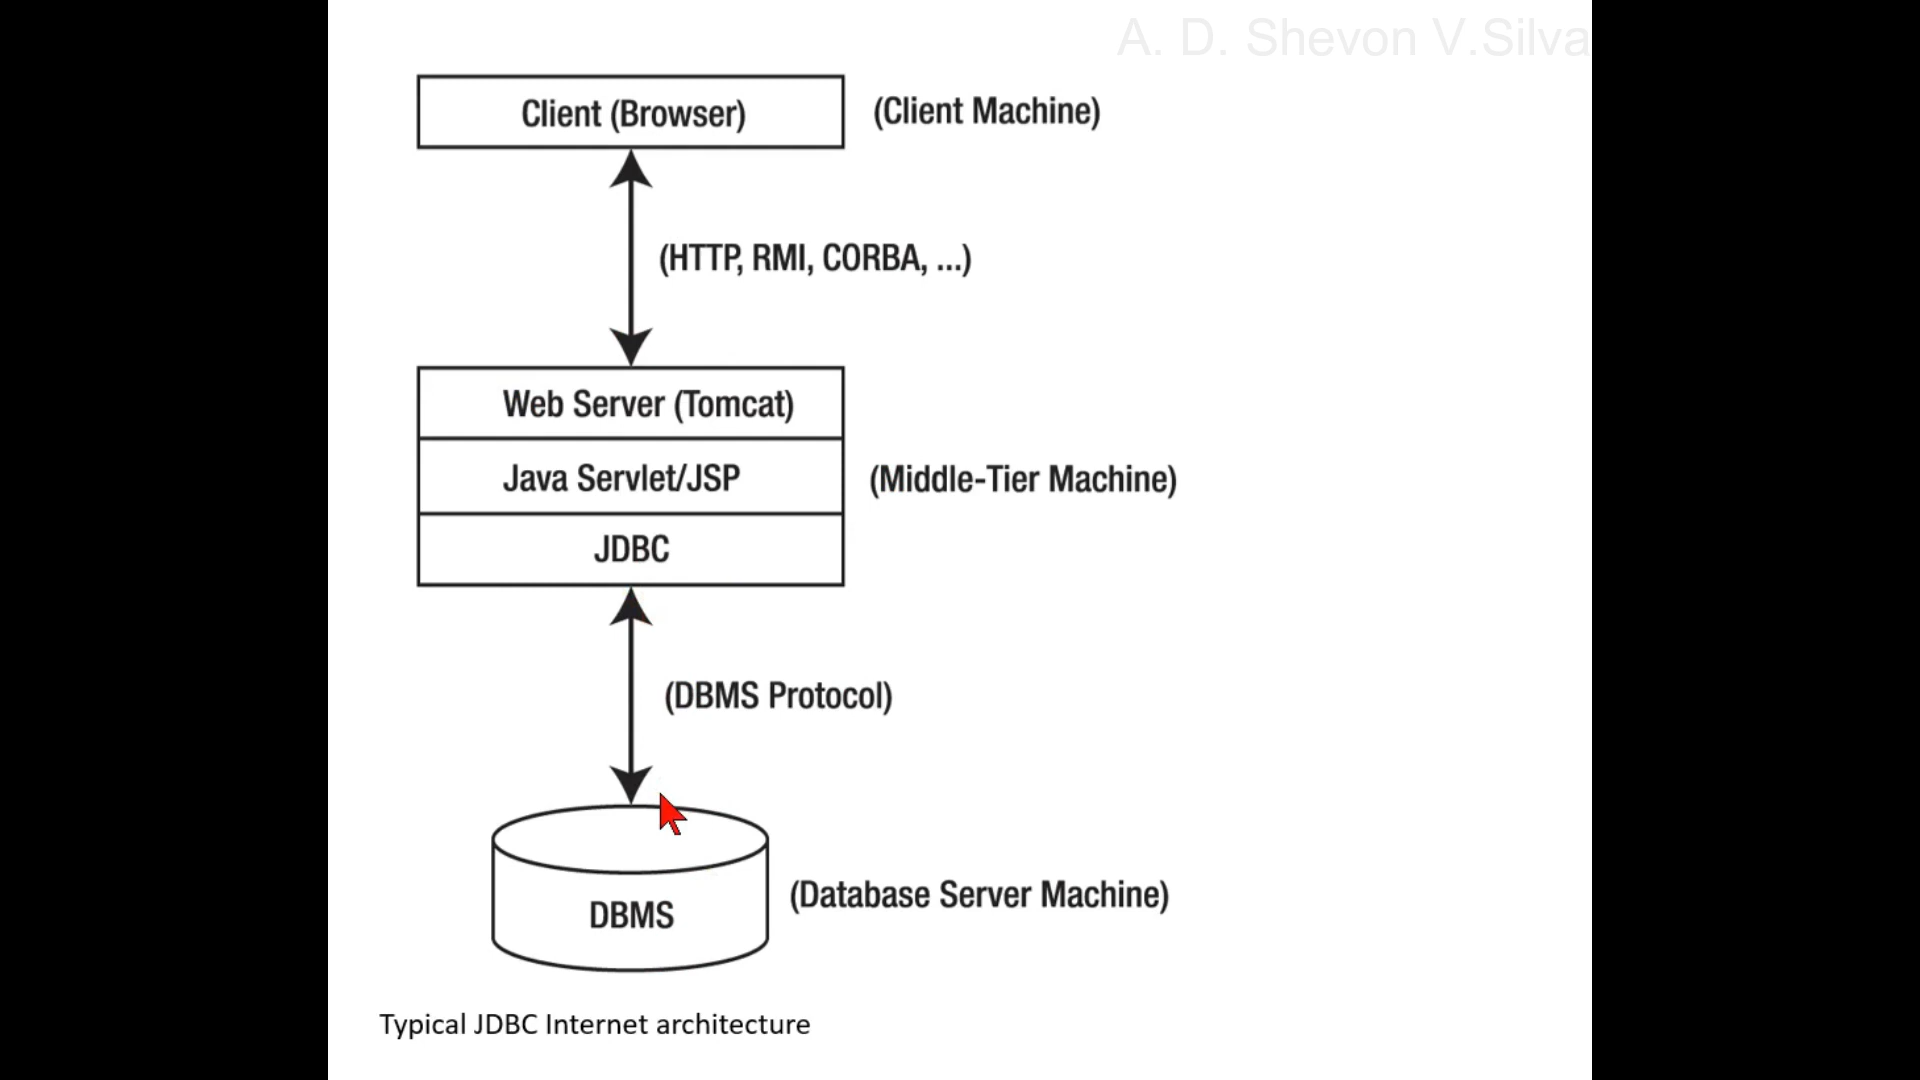 A. D. Shevon V.Silva
Client (Browser)
(Client Machine)
(HTTP, RMI, CORBA, ...)
Web Server (Tomcat)
Java Servlet/JSP
(Middle-Tier Machine)
JDBC
(DBMS Protocol)
DBMS
(Database Server Machine)
Typical JDBC Internet architecture